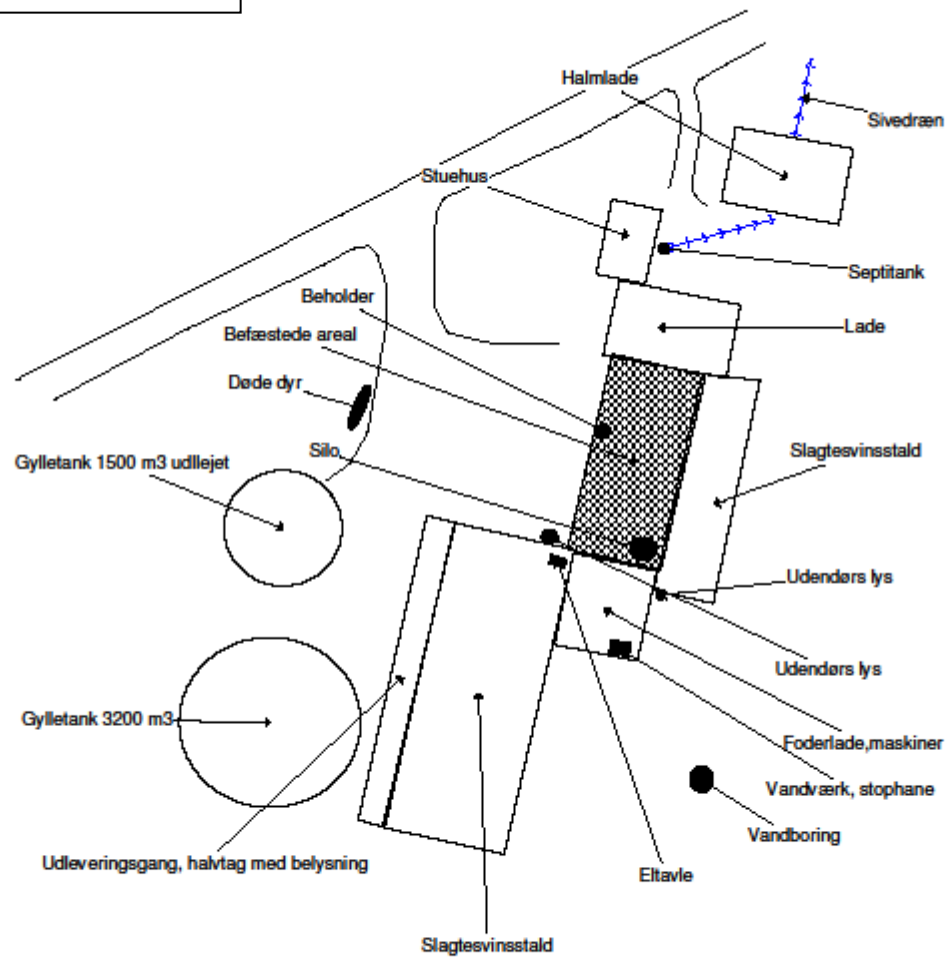 Halmlade
Sivedræn
Stuehus
Septitank
Beholder
Lade
Befæstede areal
Døde dyr
Silo
Slagtesvinsstald
Gylletank 1500 m3 udllejet
Udendørs lys
Udendørs lys
Gylletank 3200 m3
Foderlade,maskiner
Vandværk, stophane
Vandboring
Udleveringsgang, halvtag med belysning
Eltavle
Slagtesvinsstald